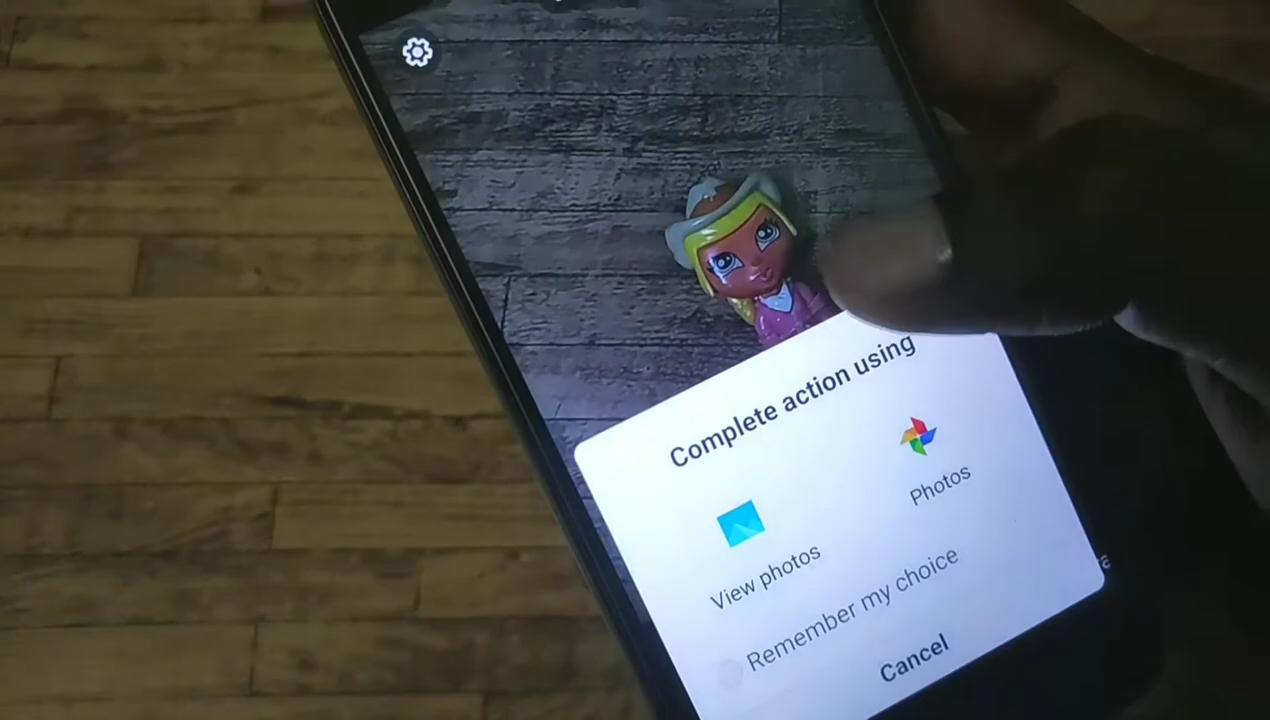 Complete action using
View photos
Photos
Remember my choice
Cancel